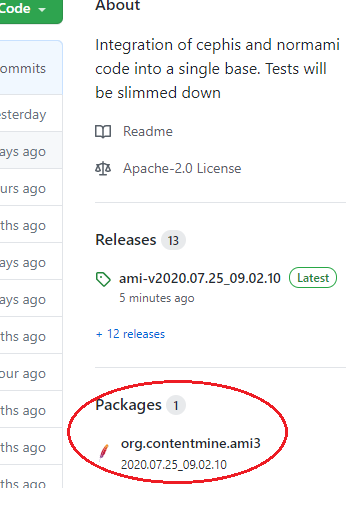 Code
About
Integration of cephis and normami
code into a single base. Tests will
be slimmed down
ommits
Readme
sterday
Apache-2.0 License
ays ago
urs ago
ths ago
Releases 13
ays ago
ami-v2020.07.25_09.02.10 Latest
5 minutes ago
ays ago
+ 12 releases
ths ago
our ago
Packages 1
ths ago
org.contentmine.ami3
ths ago
2020.07.25_09.02.10
ths ago